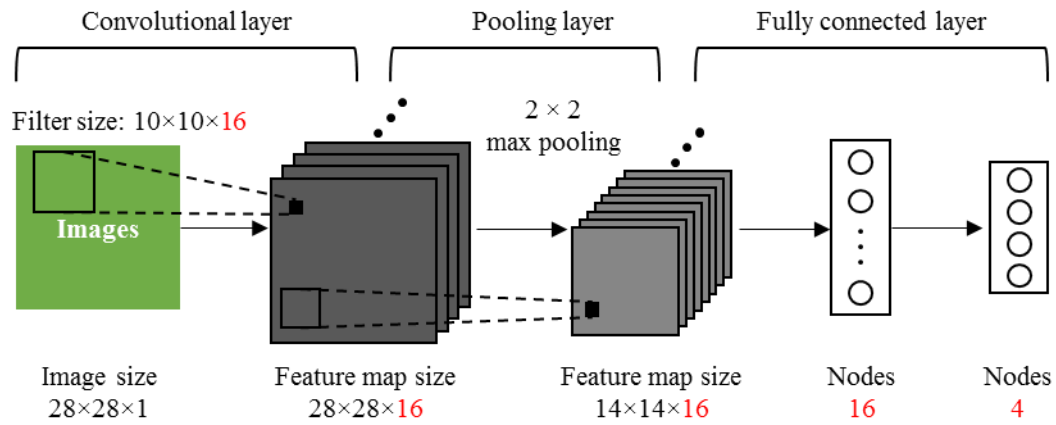 Convolutional layer
Pooling layer
Fully connected layer
Filter size: 10×10×16
2 × 2
max pooling
Images
Image size
28×28×1
Feature map size
28×28×16
Feature map size
14×14×16
Nodes
16
Nodes
4